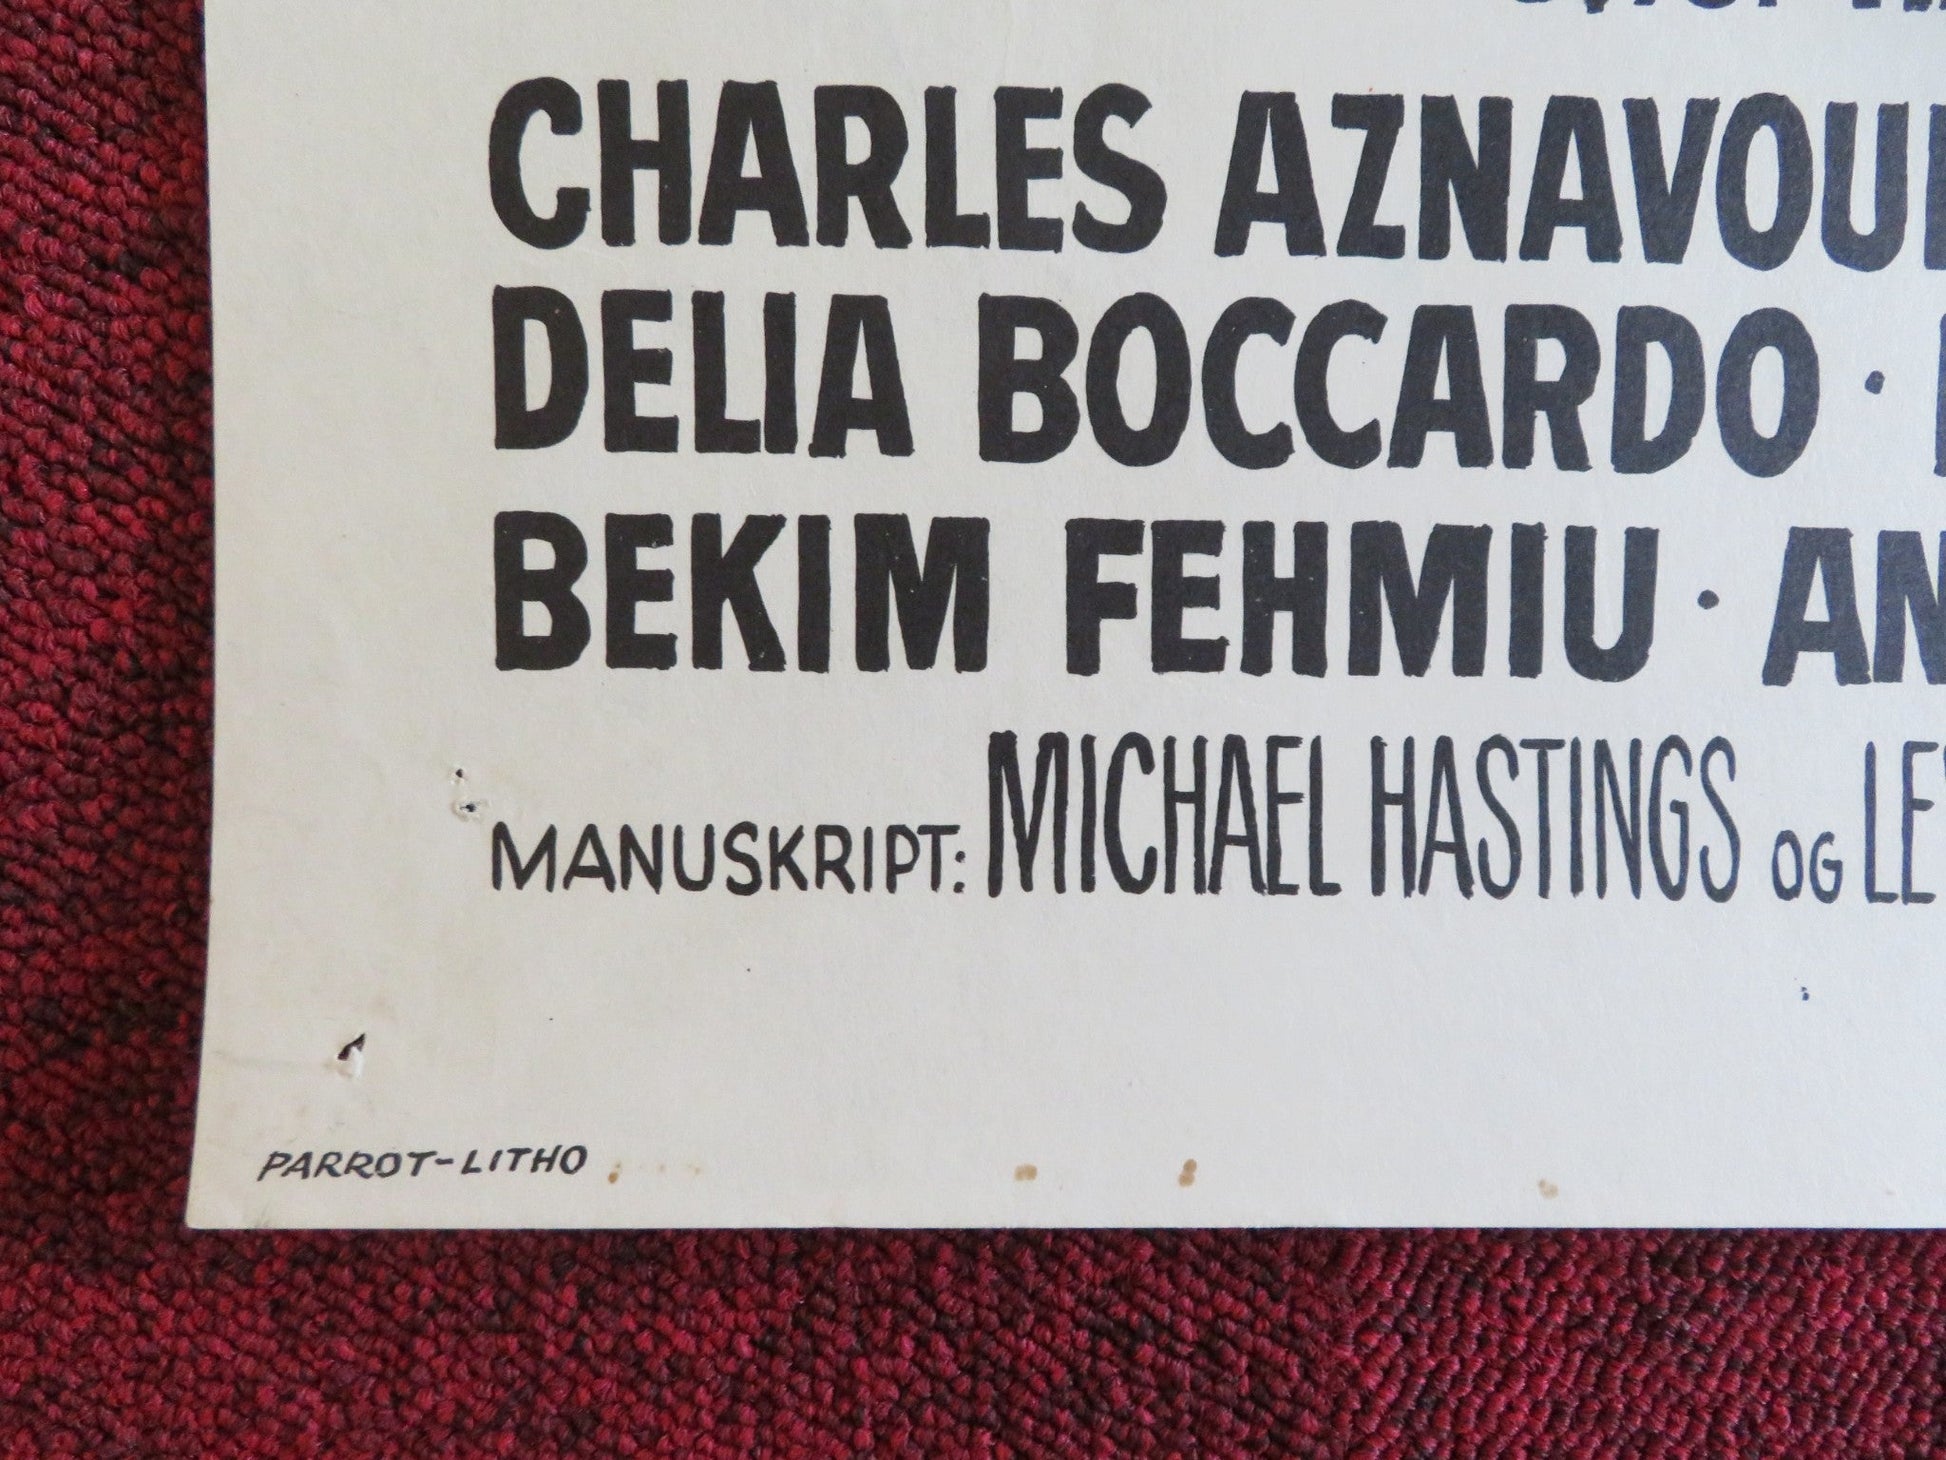 CHARLES AZNAVOU
DELIA BOCCARDO ·
BEKIM FEHMIU · AN
MANUSKRIPT: MICHAEL HASTINGS OG LE
PARROT-LITHO